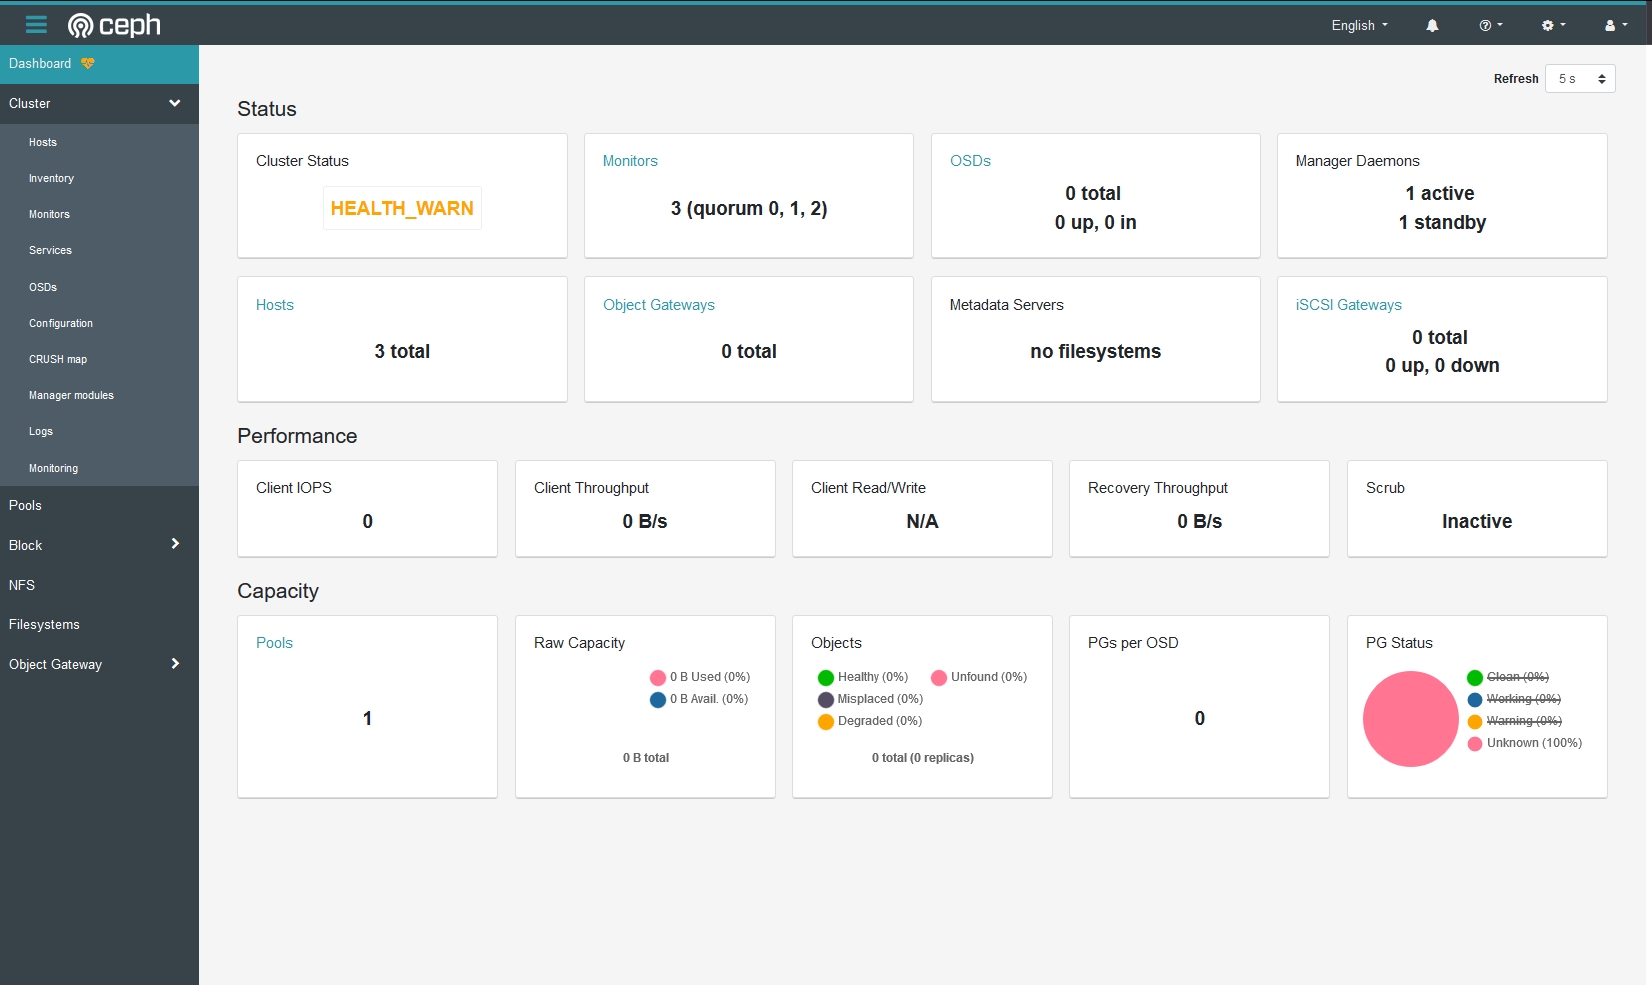 ceph
English
Dashboard
Cluster
Hosts
Inventory
Monitors
Services
OSDs
Configuration
CRUSH map
Manager modules
Logs
Monitoring
Pools
Block
NFS
Filesystems
Object Gateway
Refresh 5 s
Status
Cluster Status
HEALTH_WARN
Monitors
3 (quorum 0, 1, 2)
OSDs
0 total
0 up, 0 in
Manager Daemons
1 active
1 standby
Hosts
3 total
Object Gateways
0 total
Metadata Servers
no filesystems
iSCSI Gateways
0 total
0 up, 0 down
Performance
Client IOPS
0
Client Throughput
0 B/s
Client Read/Write
N/A
Recovery Throughput
0 B/s
Scrub
Inactive
Capacity
Pools
1
Raw Capacity
0 B Used (0%)
0 B Avail. (0%)
0 B total
Objects
Healthy (0%) Unfound (0%)
Misplaced (0%)
Degraded (0%)
0 total (0 replicas)
PGs per OSD
0
PG Status
Clean (0%)
Working (0%)
Warning (0%)
Unknown (100%)